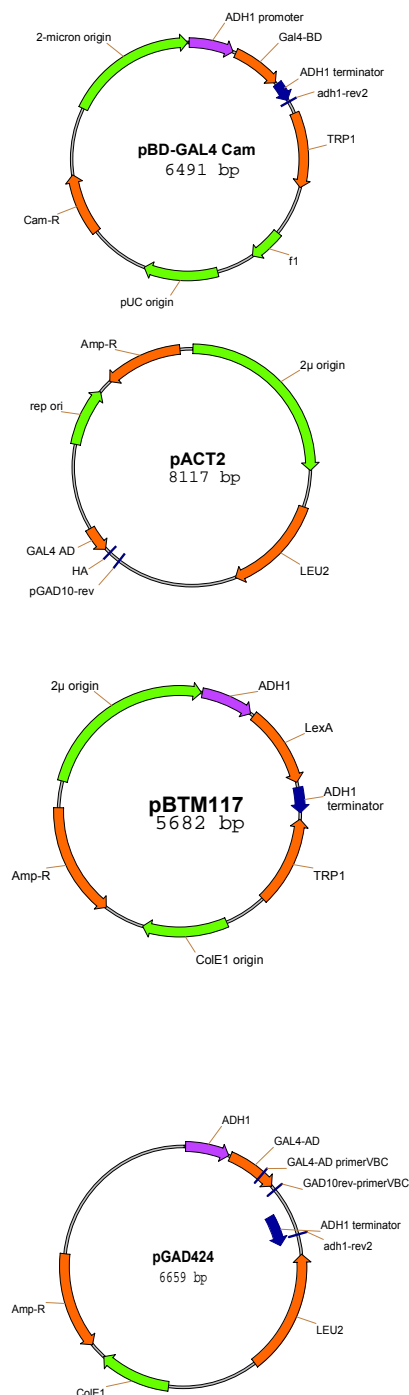 ADH1 promoter
2-micron origin
Gal4-BD
ADH1 terminator
adh1-rev2
pBD-GAL4 Cam
6491 bp
TRP1
Cam-R
f1
pUC origin
Amp-R
2µ origin
rep ori
pACT2
8117 bp
GAL4 AD
HA
pGAD10-rev
LEU2
2µ origin
ADH1
LexA
pBTM117
5682 bp
ADH1
terminator
Amp-R
TRP1
ColE1 origin
ADH1
GAL4-AD
GAL4-AD primerVBC
GAD10rev-primerVBC
ADH1 terminator
adh1-rev2
pGAD424
6659 bp
Amp-R
LEU2
ColE1